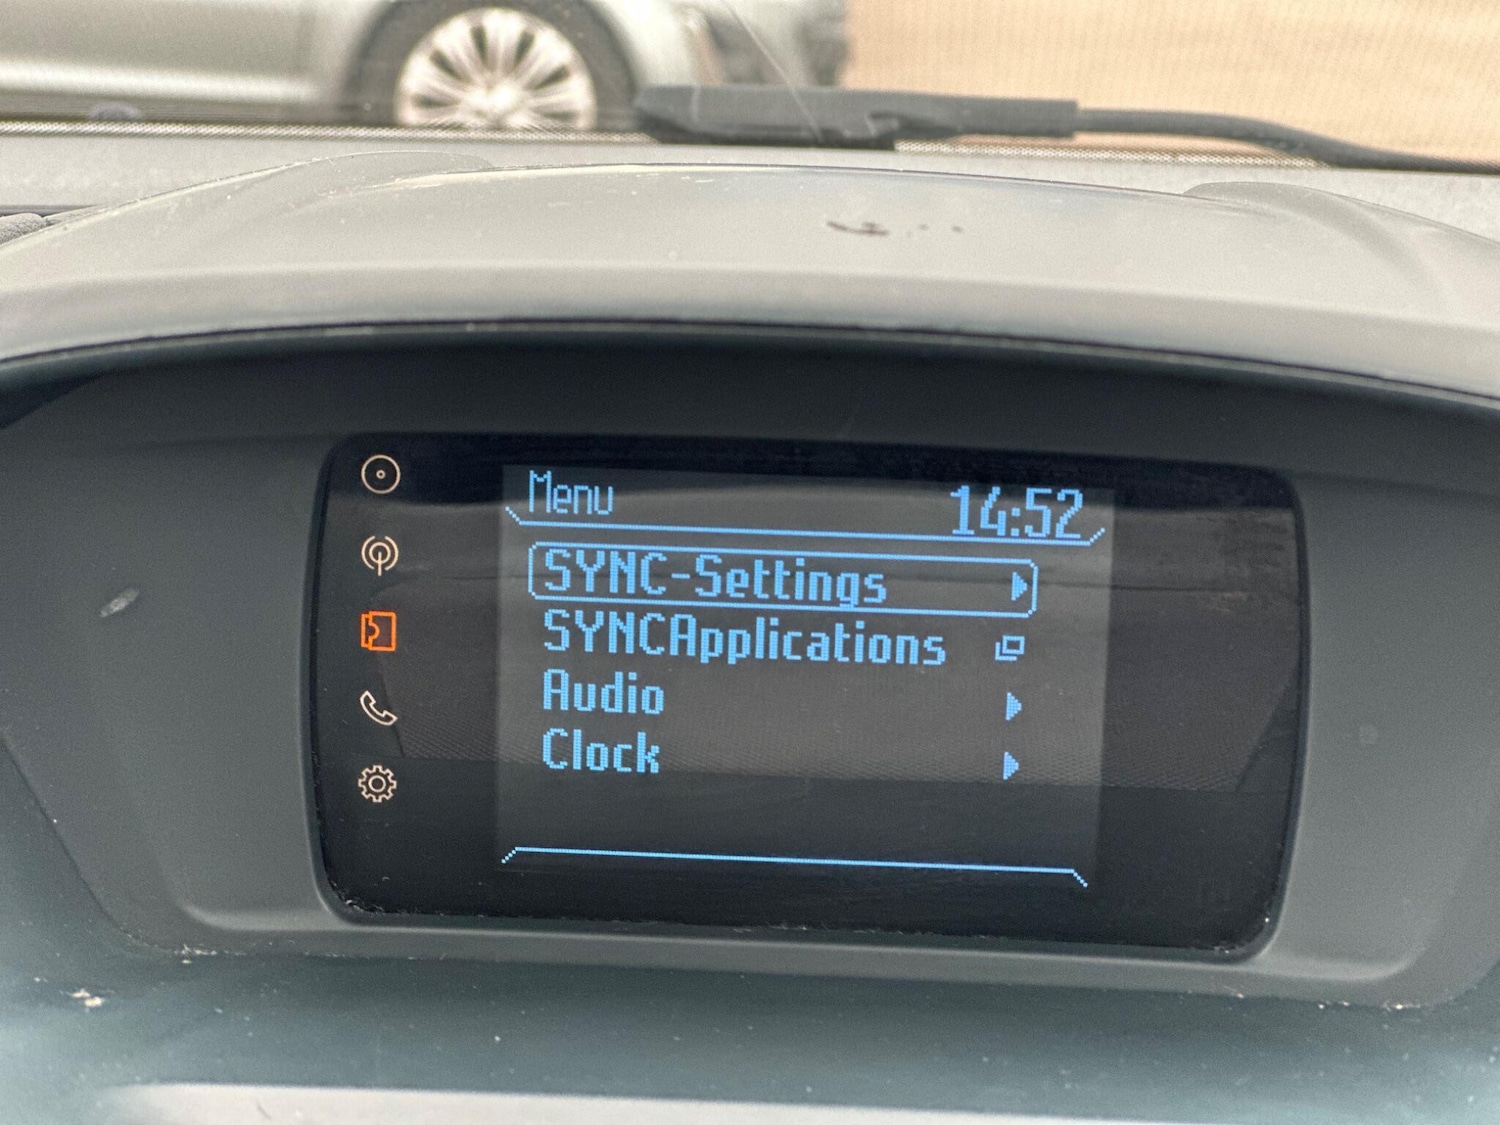 Menu 14:52
SYNC-Settings
SYNCApplications
Audio
Clock